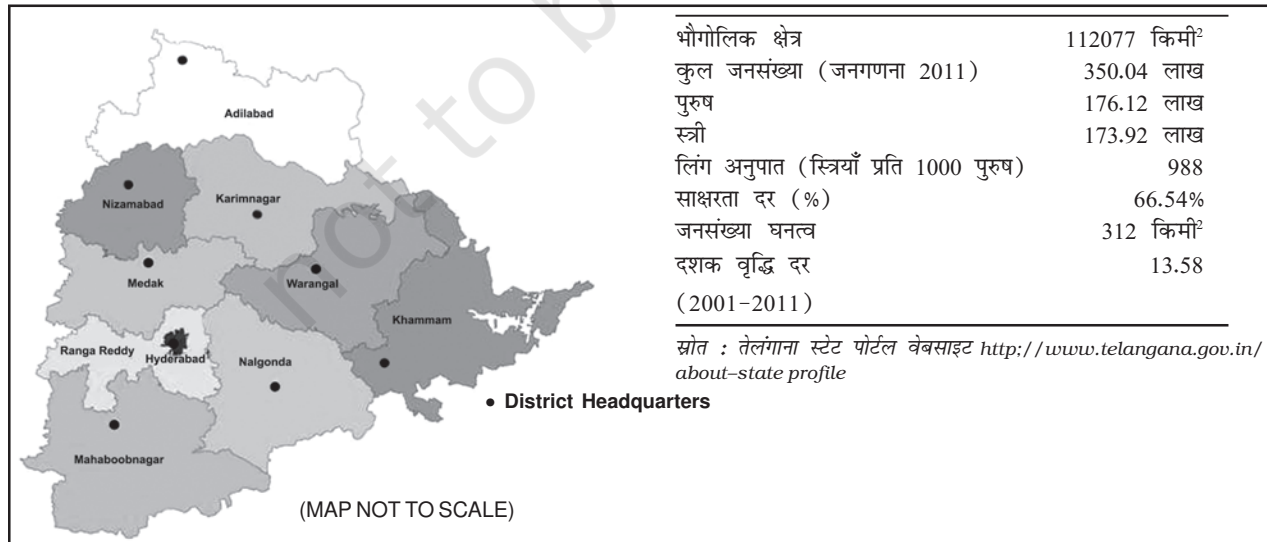 Adilabad
Nizamabad
Karimnagar
Medak
Warangal
Khammam
Ranga Reddy
Hyderabad
Nalgonda
Mahaboobnagar
• District Headquarters
(MAP NOT TO SCALE)
भौगोलिक क्षेत्र 112077 किमी²
कुल जनसंख्या (जनगणना 2011) 350.04 लाख
पुरुष 176.12 लाख
स्त्री 173.92 लाख
लिंग अनुपात (स्त्रियाँ प्रति 1000 पुरुष) 988
साक्षरता दर (%) 66.54%
जनसंख्या घनत्व 312 किमी²
दशक वृद्धि दर 13.58
(2001-2011)
स्रोत : तेलंगाना स्टेट पोर्टल वेबसाइट http;//www.telangana.gov.in/
about–state profile
not to b